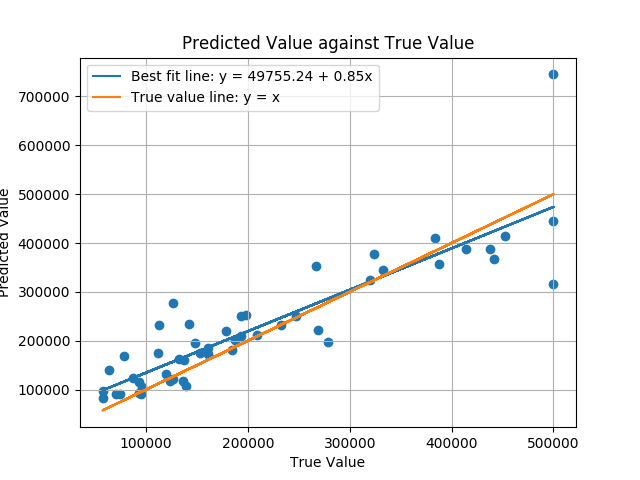 Predicted Value against True Value
Best fit line: y = 49755.24 + 0.85x
True value line: y = x
700000
600000
500000
400000
300000
200000
100000
Predicted Value
100000 200000 300000 400000 500000
True Value